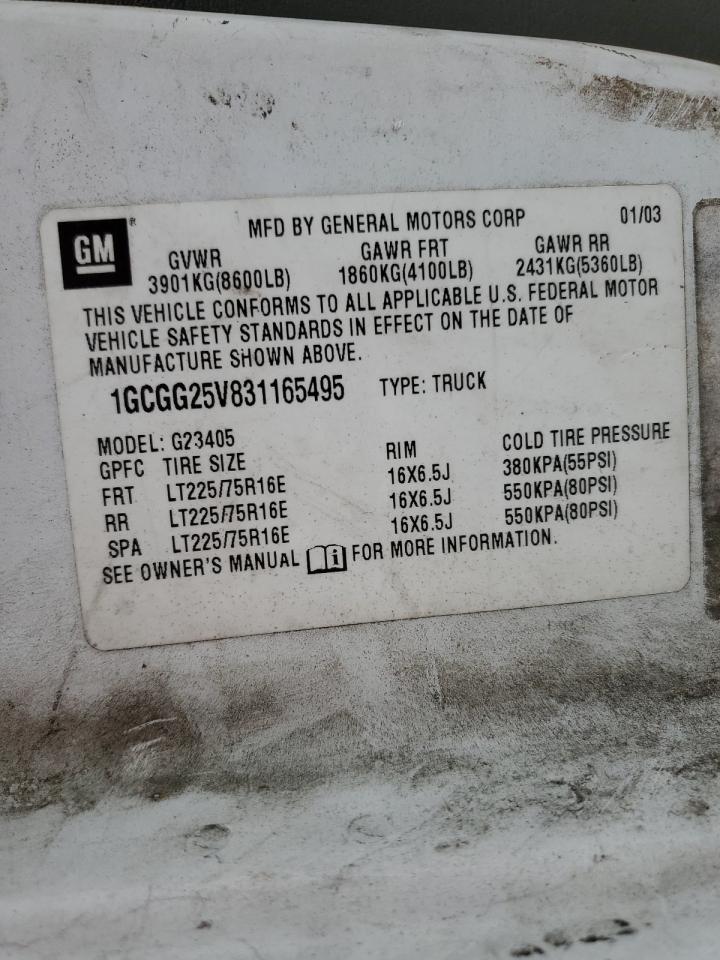 GM® MFD BY GENERAL MOTORS CORP 01/03
GVWR GAWR FRT GAWR RR
3901KG(8600LB) 1860KG(4100LB) 2431KG(5360LB)
THIS VEHICLE CONFORMS TO ALL APPLICABLE U.S. FEDERAL MOTOR
VEHICLE SAFETY STANDARDS IN EFFECT ON THE DATE OF
MANUFACTURE SHOWN ABOVE.
1GCGG25V831165495 TYPE: TRUCK
MODEL: G23405
GPFC TIRE SIZE RIM COLD TIRE PRESSURE
FRT LT225/75R16E 16X6.5J 380KPA(55PSI)
RR LT225/75R16E 16X6.5J 550KPA(80PSI)
SPA LT225/75R16E 16X6.5J 550KPA(80PSI)
SEE OWNER'S MANUAL i FOR MORE INFORMATION.